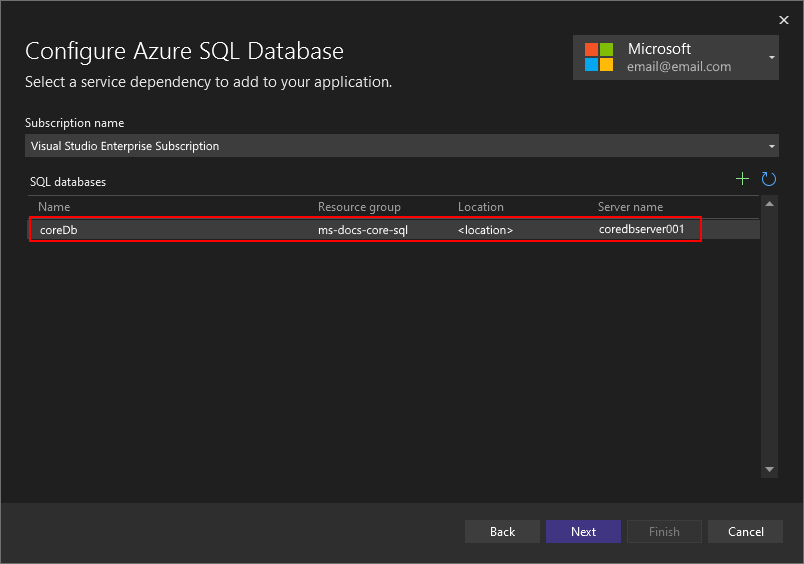 Configure Azure SQL Database
Select a service dependency to add to your application.
Microsoft
email@email.com
Subscription name
Visual Studio Enterprise Subscription
SQL databases
Name Resource group Location Server name
coreDb ms-docs-core-sql <location> coredbserver001
Back Next Finish Cancel